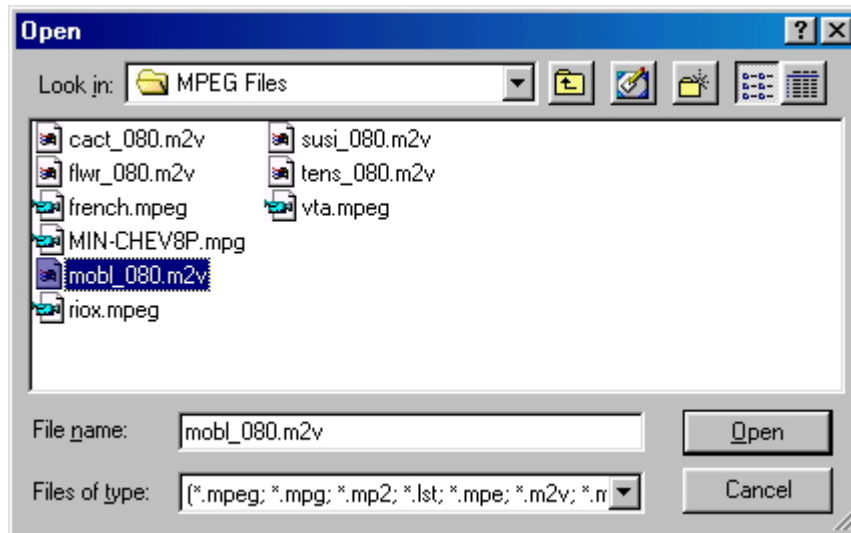 Open
Look in: MPEG Files
cact_080.m2v
flwr_080.m2v
french.mpeg
MIN-CHEV8P.mpg
mobl_080.m2v
riox.mpeg
susi_080.m2v
tens_080.m2v
vta.mpeg
File name: mobl_080.m2v
Open
Files of type: (*.mpeg; *.mpg; *.mp2; *.lst; *.mpe; *.m2v; *.m
Cancel